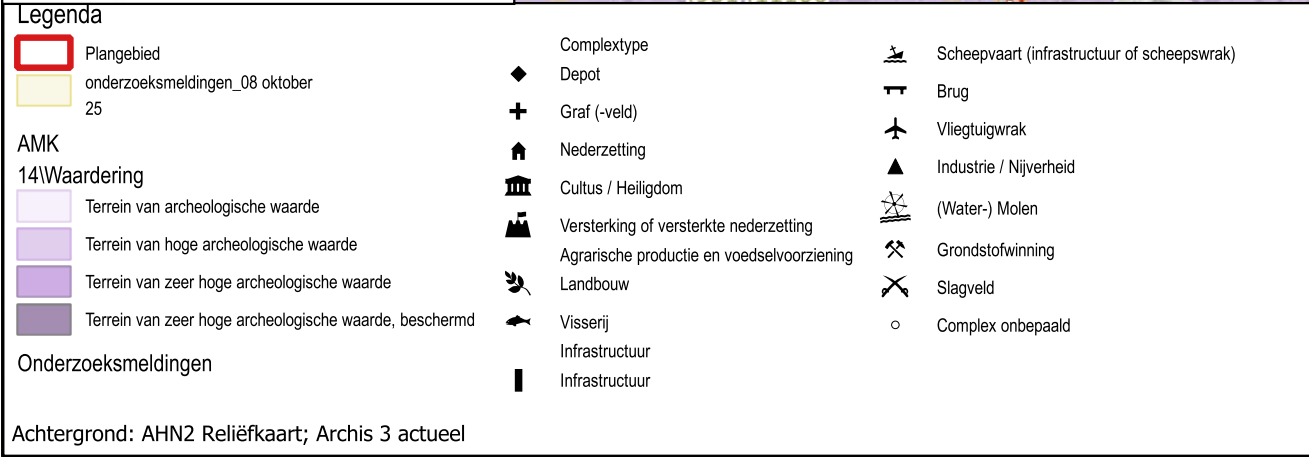 Legenda
Plangebied
onderzoeksmeldingen_08 oktober
25
AMK
14\Waardering
Terrein van archeologische waarde
Terrein van hoge archeologische waarde
Terrein van zeer hoge archeologische waarde
Terrein van zeer hoge archeologische waarde, beschermd
Onderzoeksmeldingen
Complextype
Depot
Graf (-veld)
Nederzetting
Cultus / Heiligdom
Versterking of versterkte nederzetting
Agrarische productie en voedselvoorziening
Landbouw
Visserij
Infrastructuur
Infrastructuur
Scheepvaart (infrastructuur of scheepswrak)
Brug
Vliegtuigwrak
Industrie / Nijverheid
(Water-) Molen
Grondstofwinning
Slagveld
Complex onbepaald
Achtergrond: AHN2 Reliëfkaart; Archis 3 actueel